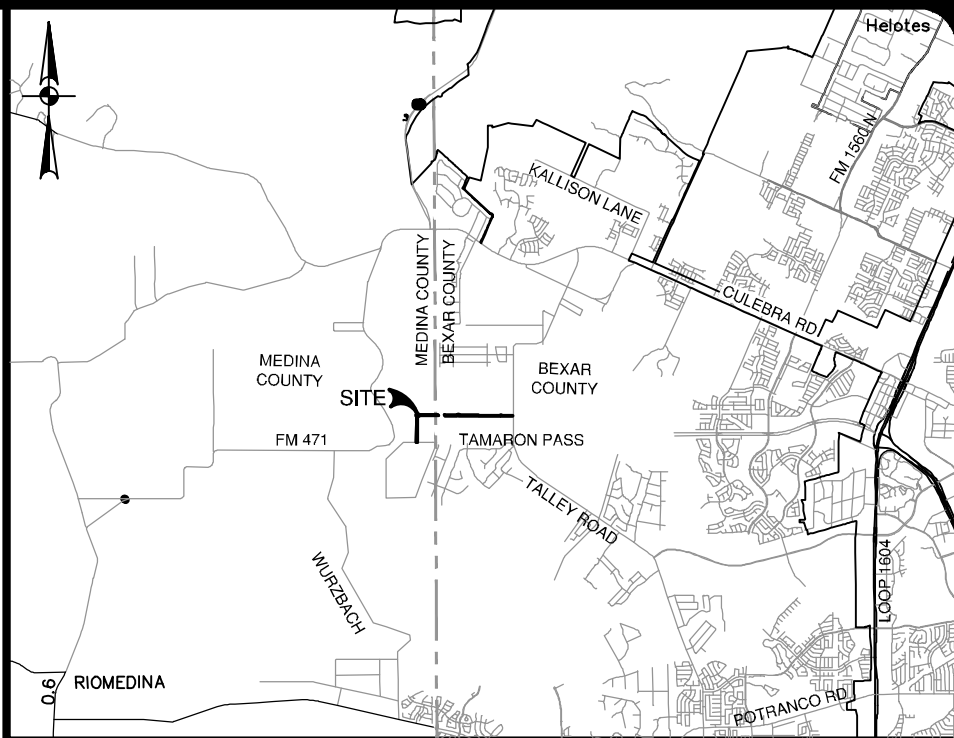 Helotes
FM 1560 N
KALLISON LANE
MEDINA COUNTY
BEXAR COUNTY
CULEBRA RD.
MEDINA
COUNTY
BEXAR
COUNTY
SITE
FM 471
TAMARON PASS
TALLEY ROAD
WURZBACH
LOOP 1604
0.6
RIOMEDINA
POTRANCO RD.